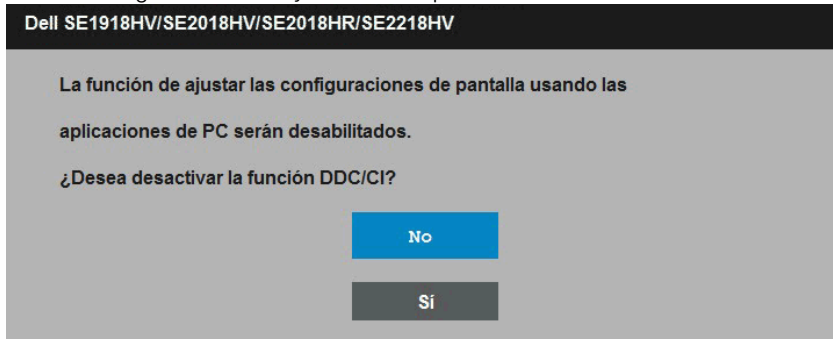 Dell SE1918HV/SE2018HV/SE2018HR/SE2218HV
La función de ajustar las configuraciones de pantalla usando las
aplicaciones de PC serán desabilitados.
¿Desea desactivar la función DDC/CI?
No
Sí